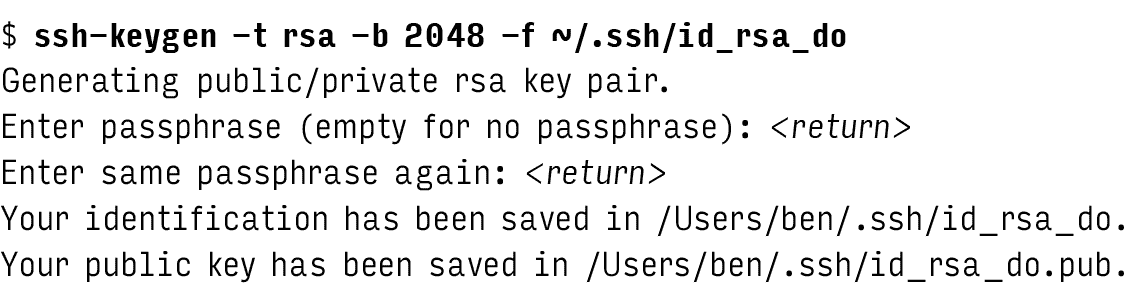 $ ssh-keygen -t rsa -b 2048 -f ~/.ssh/id_rsa_do
Generating public/private rsa key pair.
Enter passphrase (empty for no passphrase): <return>
Enter same passphrase again: <return>
Your identification has been saved in /Users/ben/.ssh/id_rsa_do.
Your public key has been saved in /Users/ben/.ssh/id_rsa_do.pub.